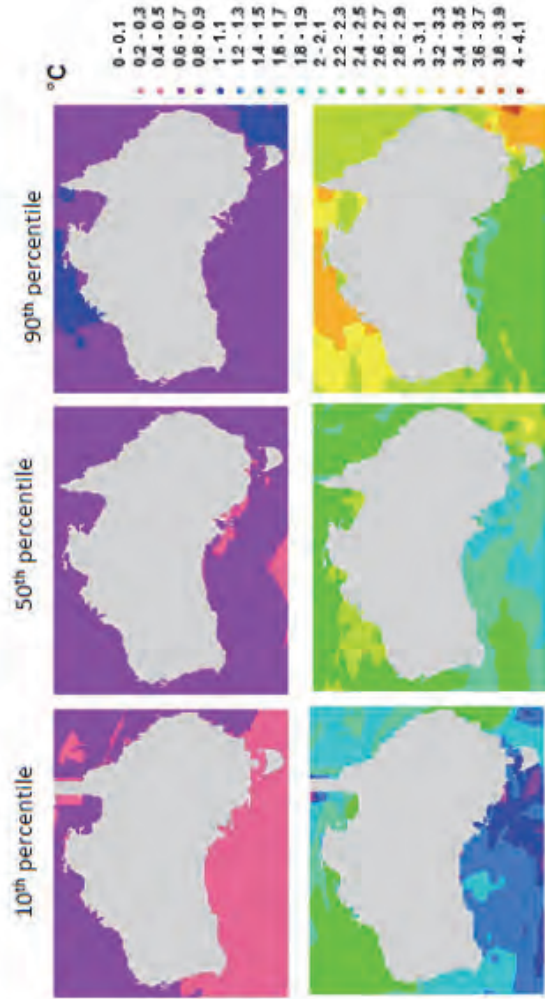 10th percentile
50th percentile
90th percentile
°C
0 - 0.1
0.2 - 0.3
0.4 - 0.5
0.6 - 0.7
0.8 - 0.9
1 - 1.1
1.2 - 1.3
1.4 - 1.5
1.6 - 1.7
1.8 - 1.9
2 - 2.1
2.2 - 2.3
2.4 - 2.5
2.6 - 2.7
2.8 - 2.9
3 - 3.1
3.2 - 3.3
3.4 - 3.5
3.6 - 3.7
3.8 - 3.9
4 - 4.1